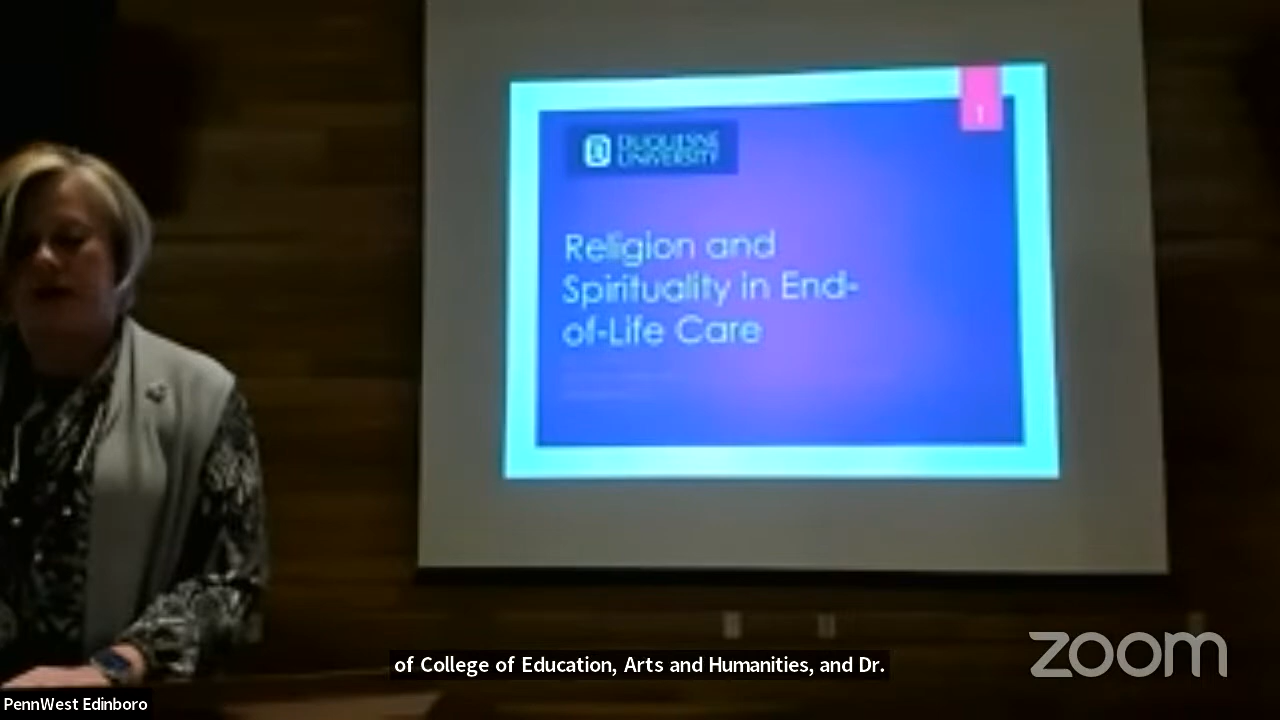 1
DUQUESNE
UNIVERSITY
Religion and
Spirituality in End-
of-Life Care
of College of Education, Arts and Humanities, and Dr.
zoom
PennWest Edinboro